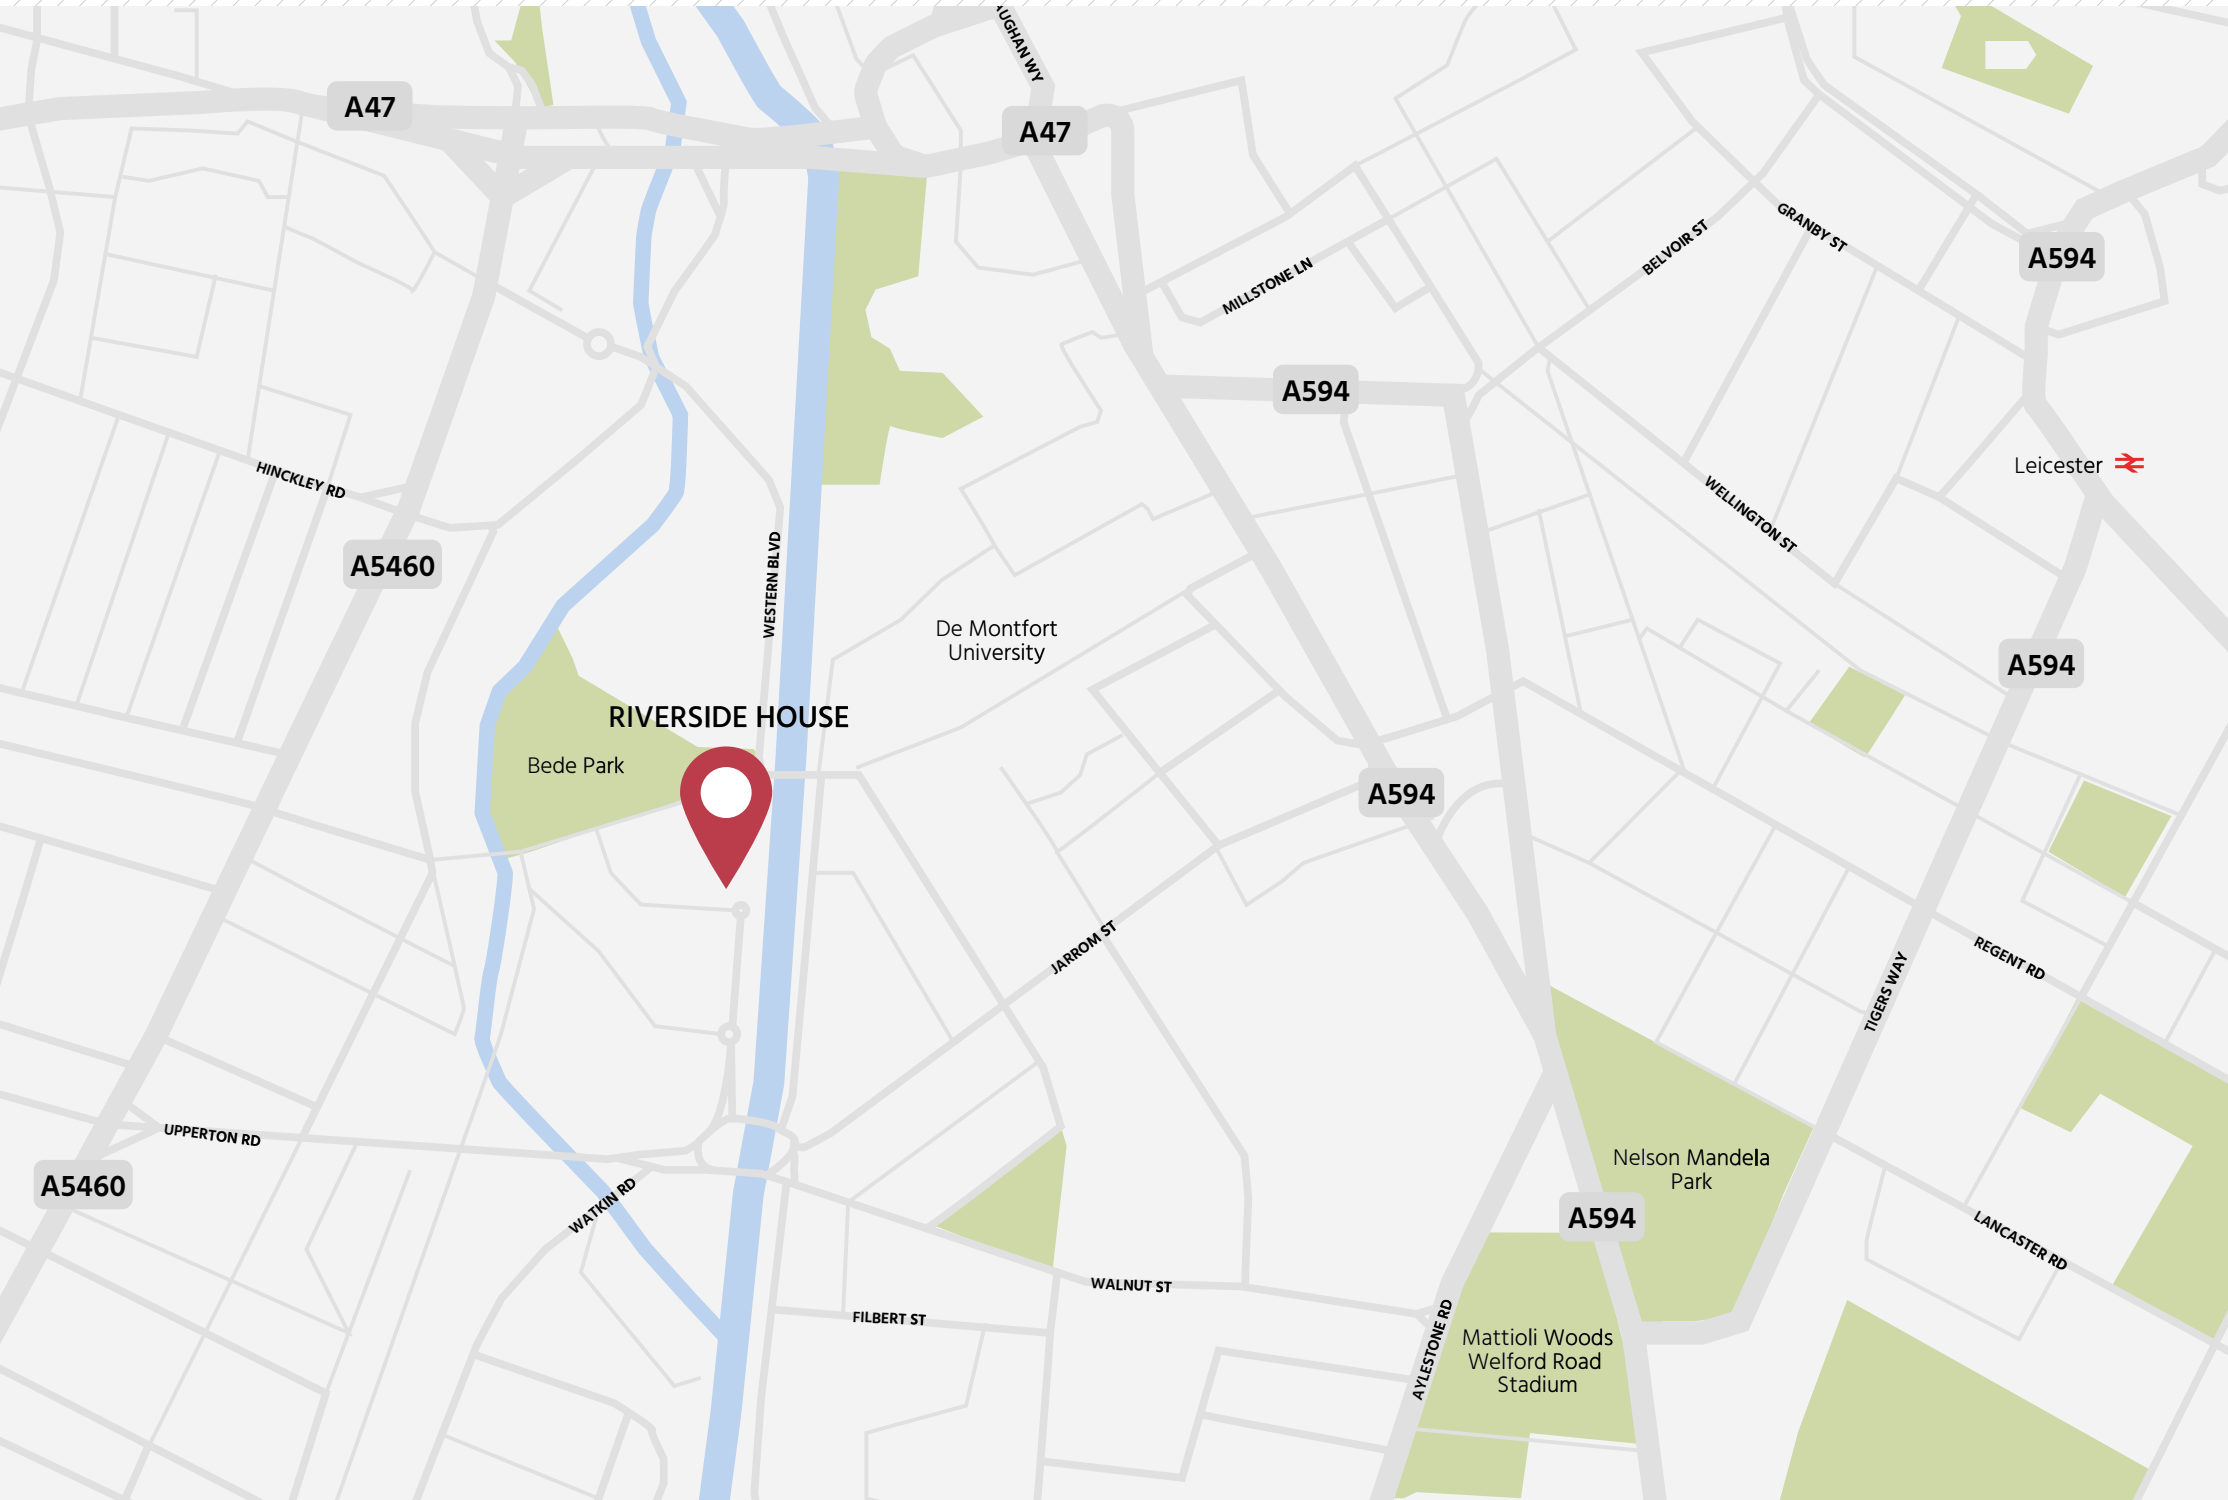 AUGHAN WY
A47
A47
MILLSTONE LN
BELVOIR ST
GRANBY ST
A594
A594
HINCKLEY RD
Leicester
WELLINGTON ST
A5460
WESTERN BLVD
De Montfort
University
A594
RIVERSIDE HOUSE
Bede Park
A594
JARROM ST
REGENT RD
TIGERS WAY
UPPERTON RD
A5460
WATKIN RD
Nelson Mandela
Park
A594
LANCASTER RD
WALNUT ST
FILBERT ST
AYLESTONE RD
Mattioli Woods
Welford Road
Stadium